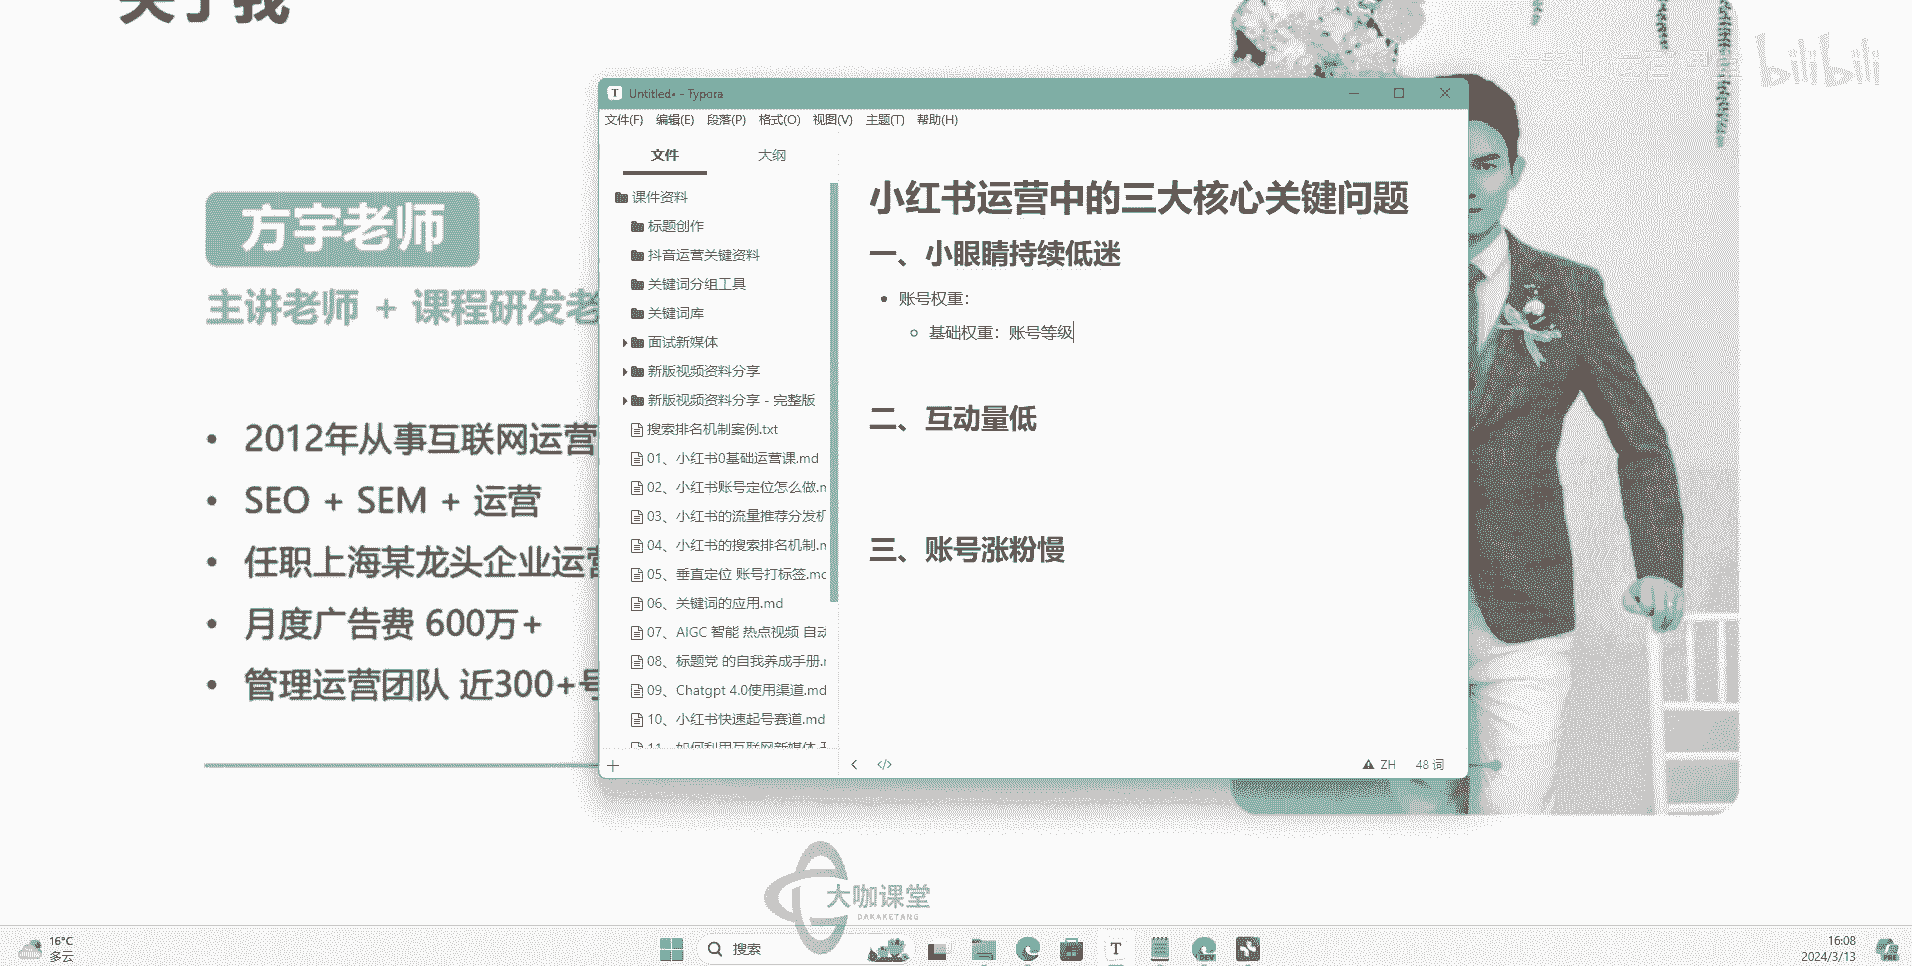 关于我
bilibili
方宇老师
主讲老师 + 课程研发老
2012年从事互联网运营
SEO + SEM + 运营
任职上海某龙头企业运营
月度广告费 600万+
管理运营团队 近300+号
Untitled• - Typora
文件(F) 编辑(E) 段落(P) 格式(O) 视图(V) 主题(T) 帮助(H)
文件 大纲
课件资料
标题创作
抖音运营关键资料
关键词分组工具
关键词库
面试新媒体
新版视频资料分享
新版视频资料分享 - 完整版
搜索排名机制案例.txt
01、小红书0基础运营课.md
02、小红书账号定位怎么做.m
03、小红书的流量推荐分发机
04、小红书的搜索排名机制.m
05、垂直定位 账号打标签.mc
06、关键词的应用.md
07、AIGC 智能 热点视频 自动
08、标题党 的自我养成手册.r
09、Chatgpt 4.0使用渠道.md
10、小红书快速起号赛道.md
11、如何利用互联网新媒体
小红书运营中的三大核心关键问题
一、小眼睛持续低迷
账号权重：
基础权重：账号等级
二、互动量低
三、账号涨粉慢
ZH 48 词
大咖课堂
DAKAKETANG
16°C
多云
搜索
T
DEV
16:08
2024/3/13
PRE